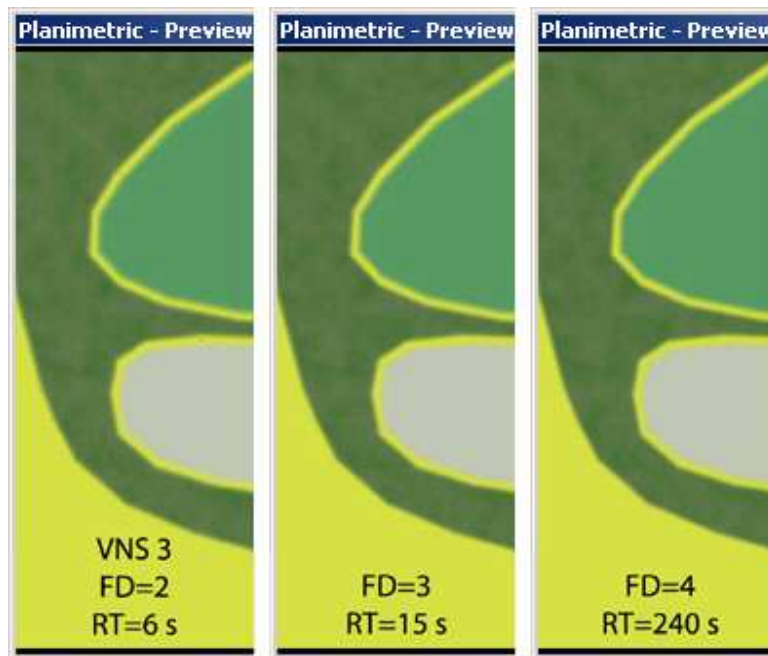 Planimetric - Preview
Planimetric - Preview
Planimetric - Preview
VNS 3
FD=2
RT=6 s
FD=3
RT=15 s
FD=4
RT=240 s